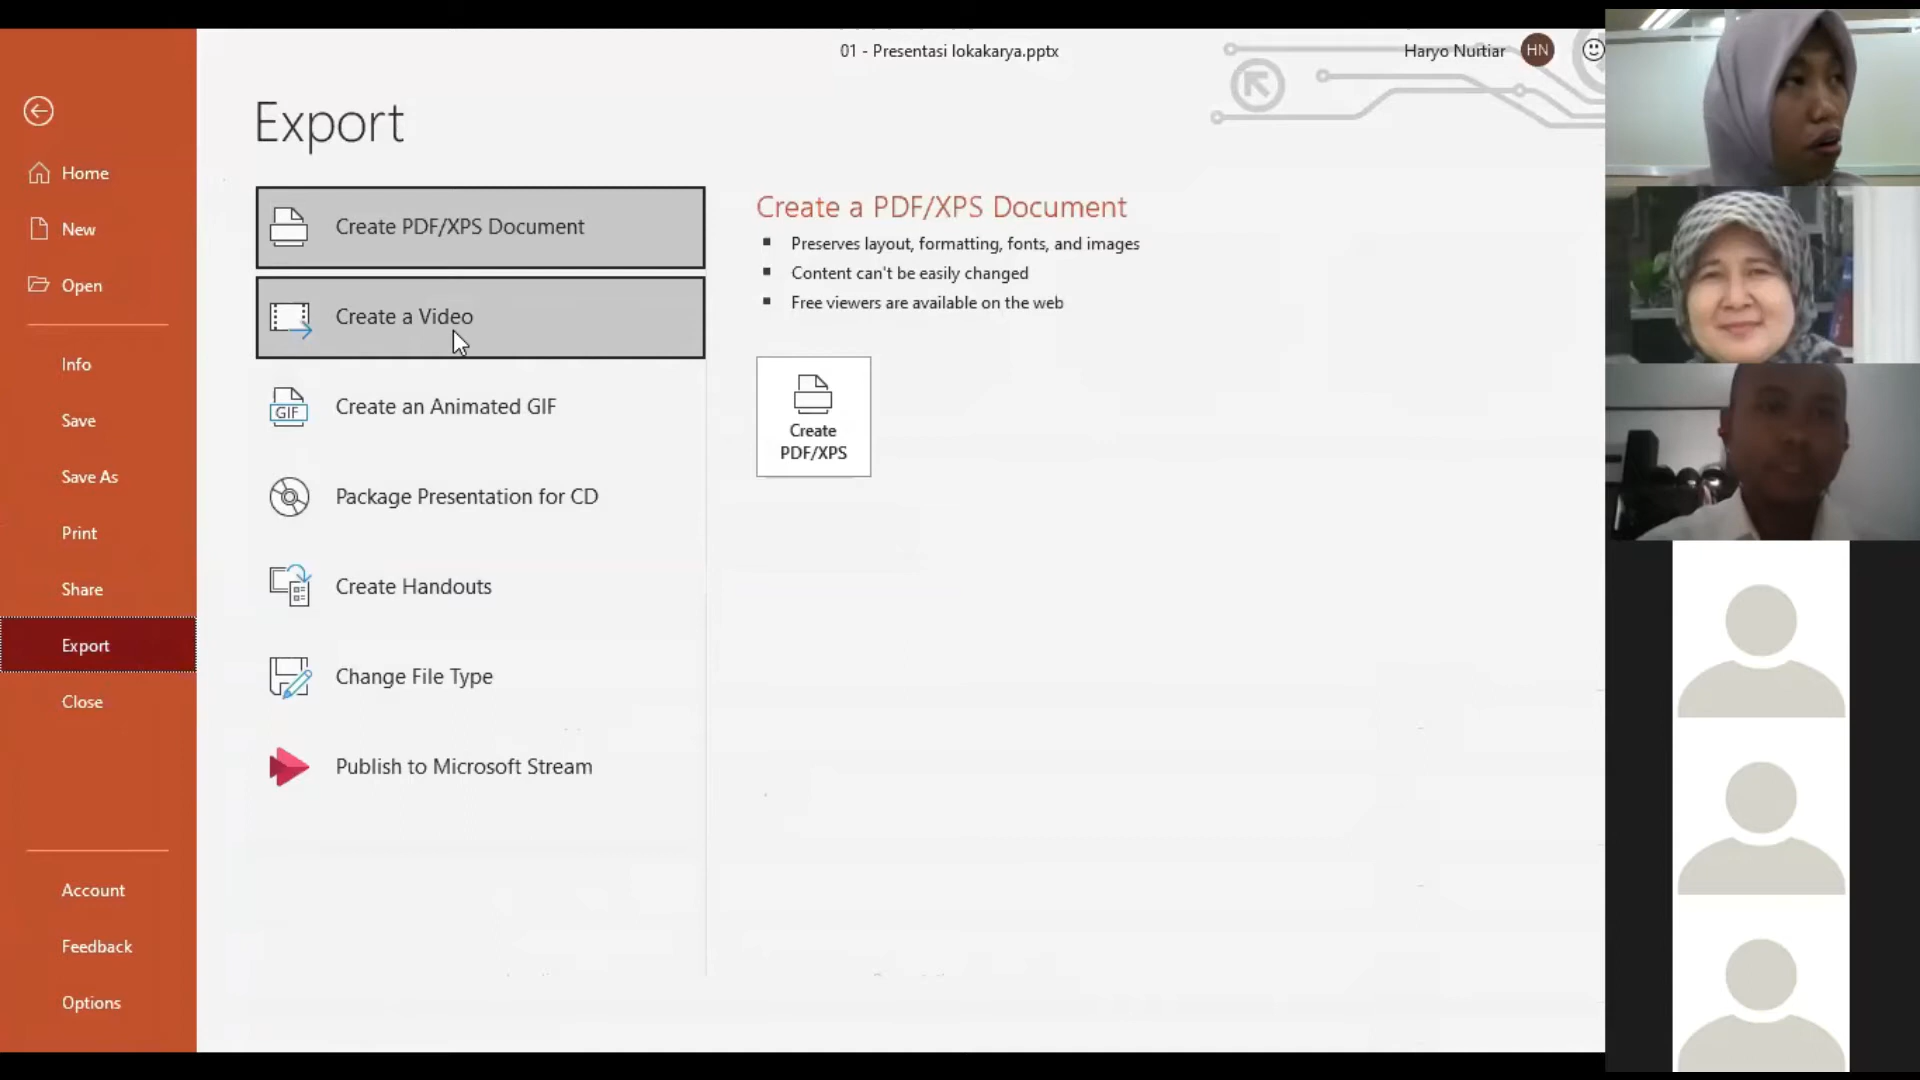 01 - Presentasi lokakarya.pptx
Haryo Nurtiar
HN
Export
Home
New
Open
Info
Save
Save As
Print
Share
Export
Close
Account
Feedback
Options
Create PDF/XPS Document
Create a Video
GIF
Create an Animated GIF
Package Presentation for CD
Create Handouts
Change File Type
Publish to Microsoft Stream
Create a PDF/XPS Document
Preserves layout, formatting, fonts, and images
Content can't be easily changed
Free viewers are available on the web
Create
PDF/XPS